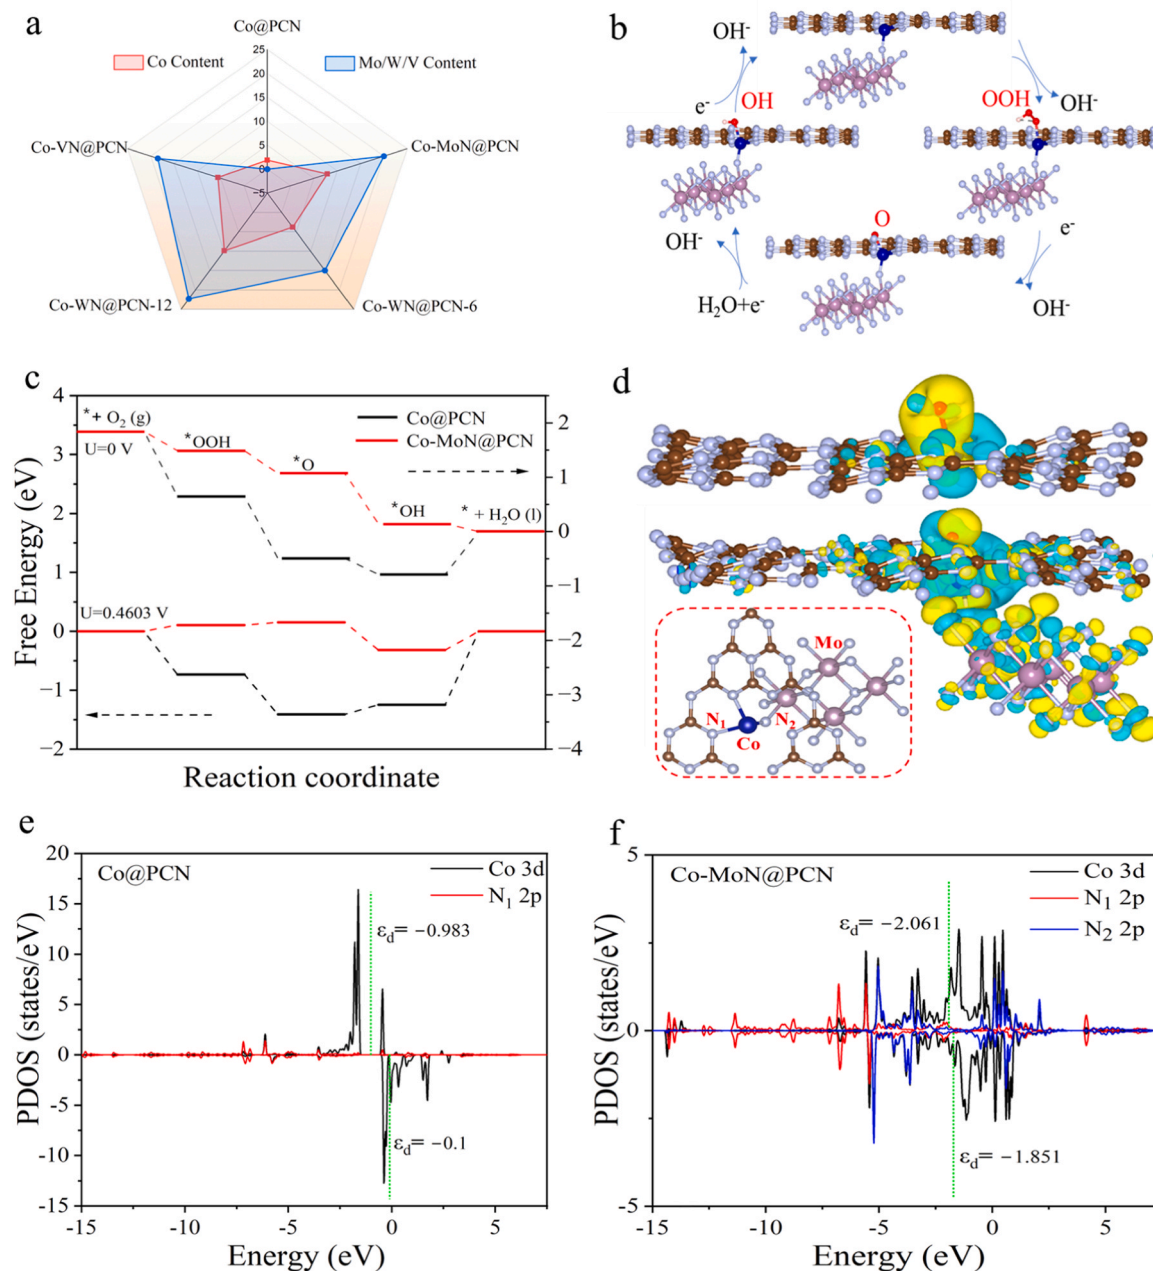 a
Co@PCN
Co Content
Mo/W/V Content
25
20
15
10
5
0
−5
Co-VN@PCN
Co-MoN@PCN
Co-WN@PCN-12
Co-WN@PCN-6
b
OH-
e-
OH
OOH
OH-
OH-
O
e-
H₂O+e-
OH-
c
4
3
2
1
0
−1
−2
Free Energy (eV)
* + O₂ (g)
U=0 V
*OOH
*O
*OH
* + H₂O (l)
Co@PCN
Co-MoN@PCN
U=0.4603 V
2
1
0
−1
−2
−3
−4
Reaction coordinate
d
Mo
N₁
N₂
Co
e
Co@PCN
Co 3d
N₁ 2p
εd= −0.983
εd= −0.1
20
15
10
5
0
-5
-10
-15
PDOS (states/eV)
-15
-10
-5
0
5
Energy (eV)
f
Co-MoN@PCN
Co 3d
N₁ 2p
N₂ 2p
εd= −2.061
εd= −1.851
5
0
-5
PDOS (states/eV)
-15
-10
-5
0
5
Energy (eV)